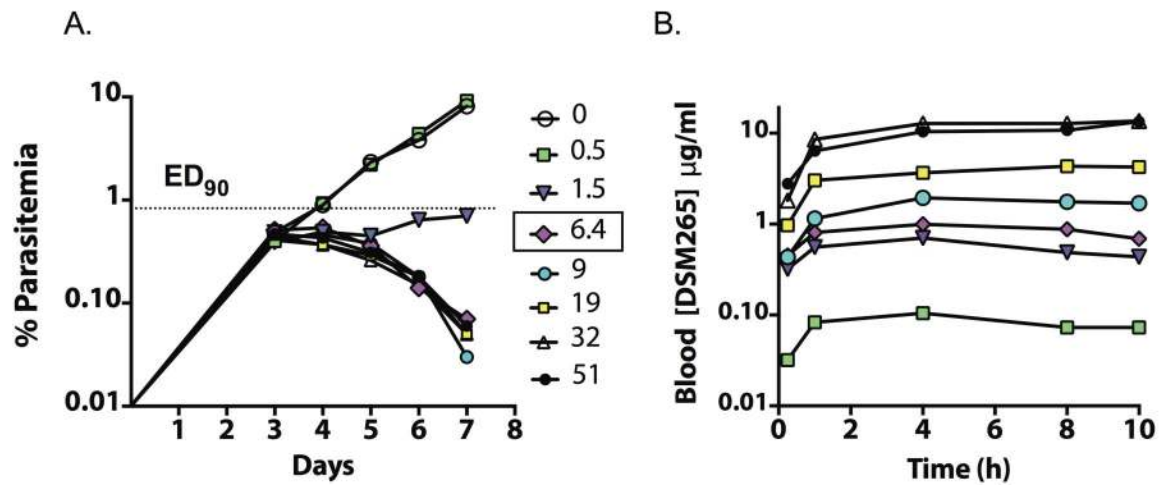 A.
% Parasitemia
10
1
0.10
0.01
ED90
1 2 3 4 5 6 7 8
Days
0
0.5
1.5
6.4
9
19
32
51
B.
Blood [DSM265] µg/ml
10
1
0.10
0.01
0 2 4 6 8 10
Time (h)